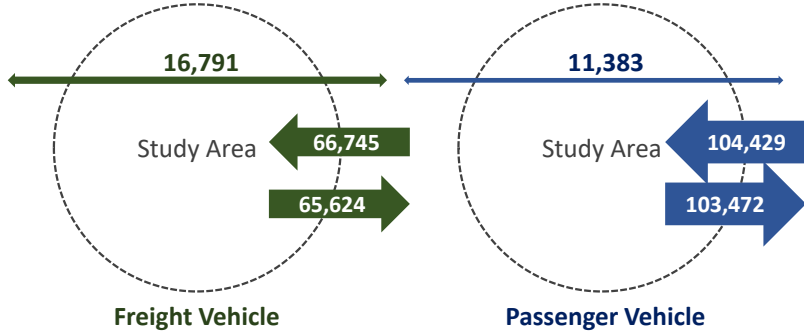 16,791
Study Area
66,745
65,624
Freight Vehicle
11,383
Study Area
104,429
103,472
Passenger Vehicle